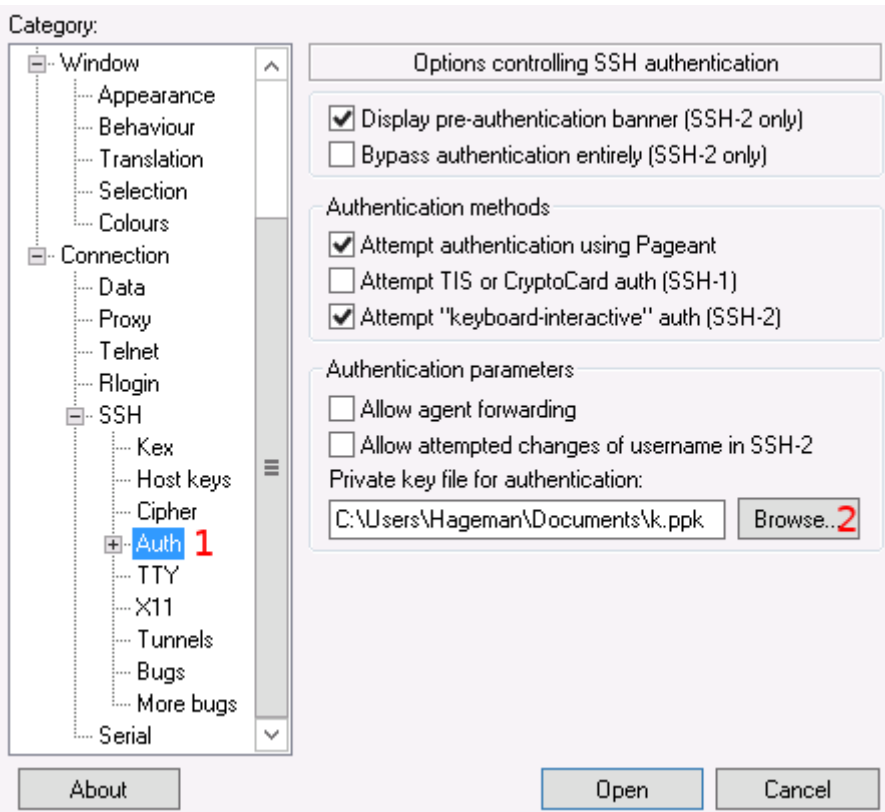 Category:
Window
Appearance
Behaviour
Translation
Selection
Colours
Connection
Data
Proxy
Telnet
Rlogin
SSH
Kex
Host keys
Cipher
Auth 1
TTY
X11
Tunnels
Bugs
More bugs
Serial
Options controlling SSH authentication
Display pre-authentication banner (SSH-2 only)
Bypass authentication entirely (SSH-2 only)
Authentication methods
Attempt authentication using Pageant
Attempt TIS or CryptoCard auth (SSH-1)
Attempt "keyboard-interactive" auth (SSH-2)
Authentication parameters
Allow agent forwarding
Allow attempted changes of username in SSH-2
Private key file for authentication:
C:\Users\Hageman\Documents\k.ppk Browse... 2
About Open Cancel